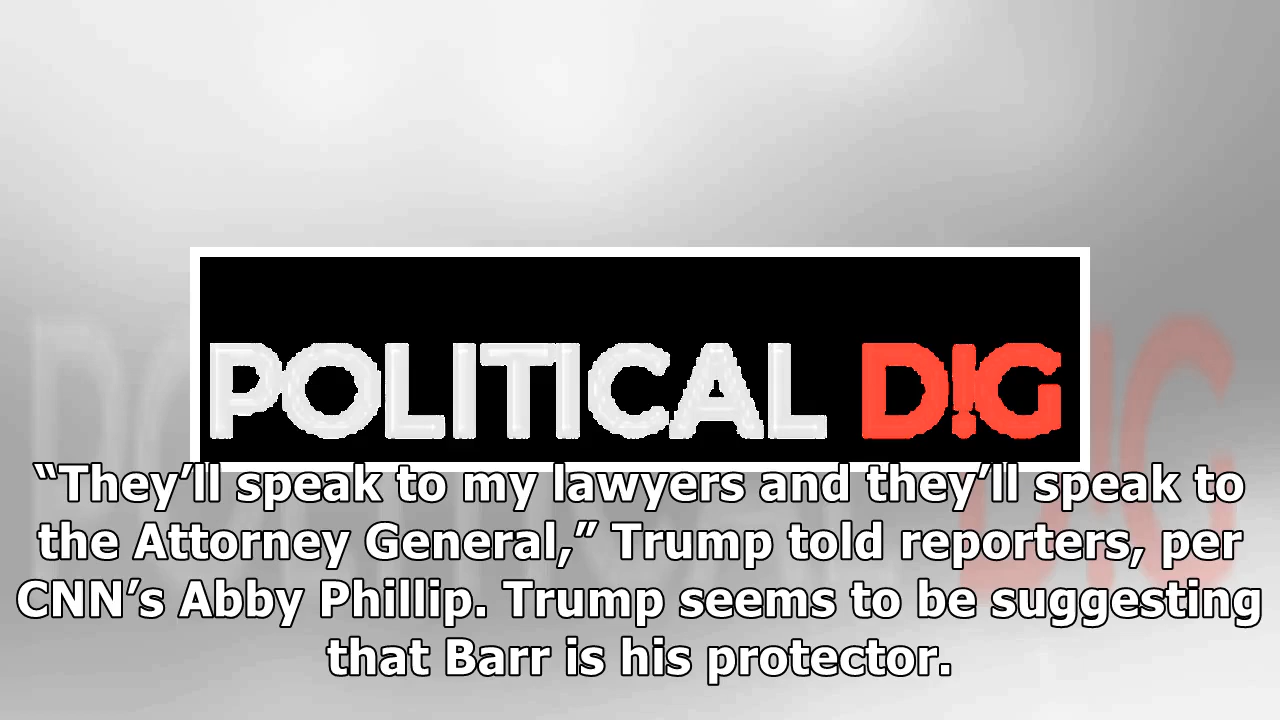 POLITICAL D!G
“They’ll speak to my lawyers and they’ll speak to
the Attorney General,” Trump told reporters, per
CNN’s Abby Phillip. Trump seems to be suggesting
that Barr is his protector.